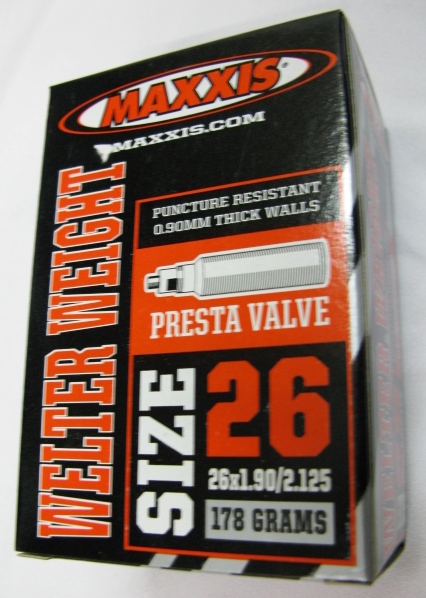 MAXXIS
MAXXIS.COM
WELTER WEIGHT
PUNCTURE RESISTANT
0.90MM THICK WALLS
PRESTA VALVE
SIZE
26
26x1.90/2.125
178 GRAMS